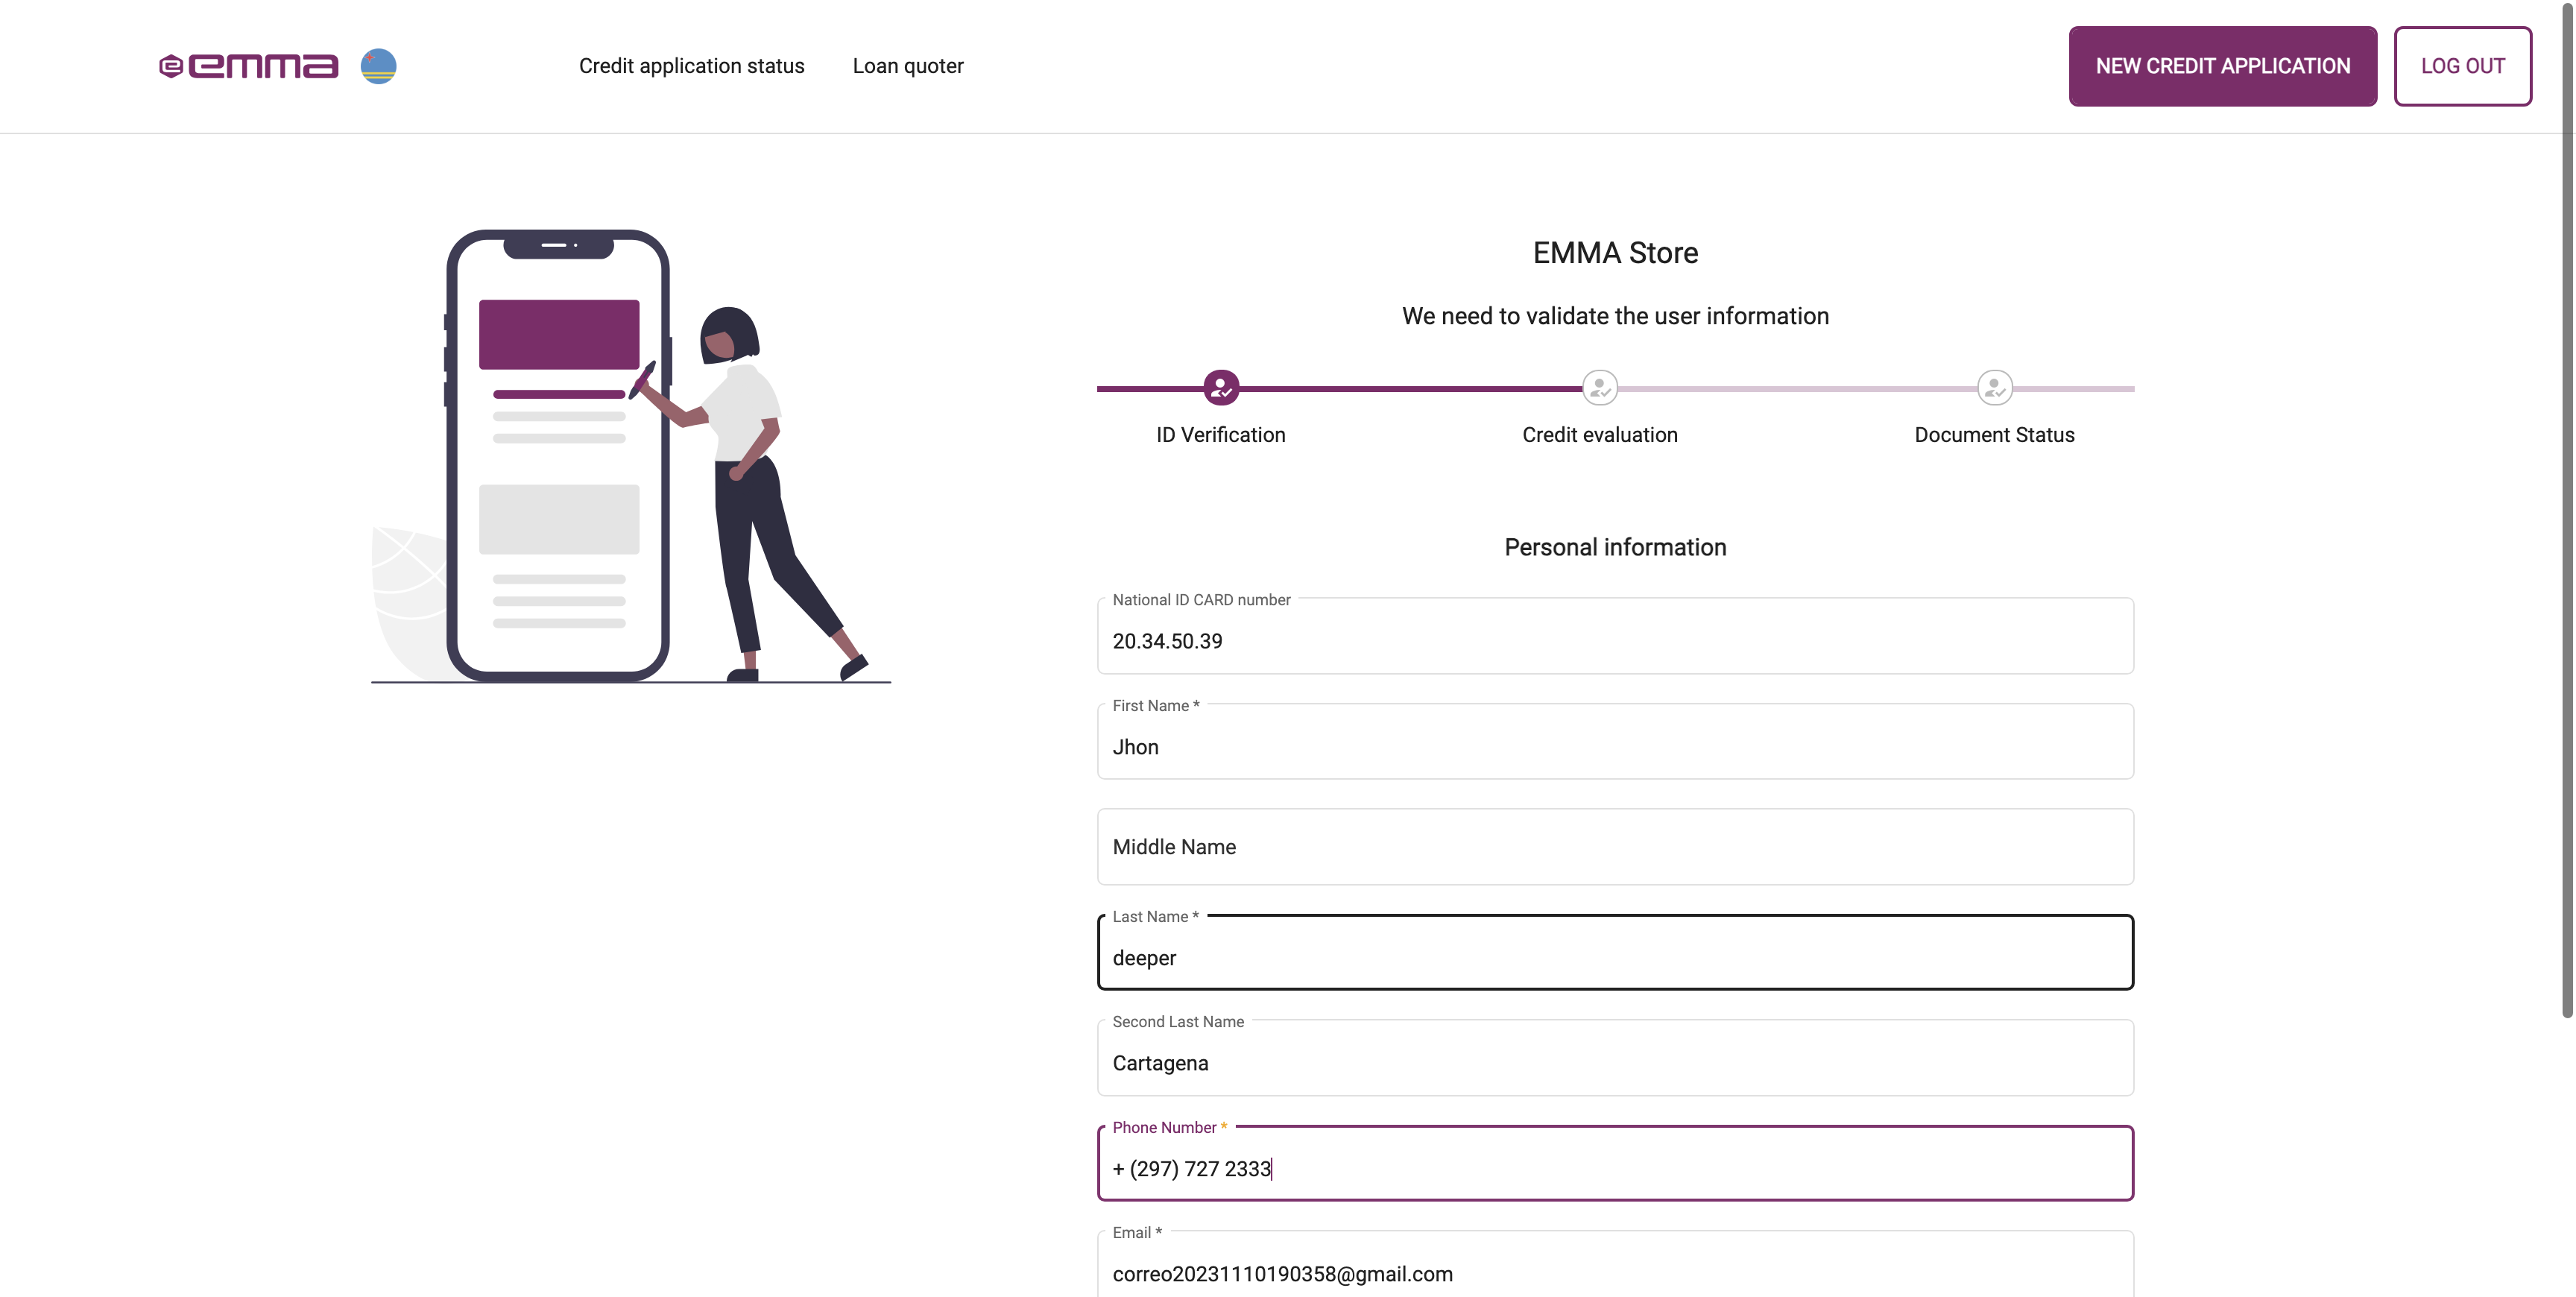 emma
Credit application status
Loan quoter
NEW CREDIT APPLICATION
LOG OUT
EMMA Store
We need to validate the user information
ID Verification
Credit evaluation
Document Status
Personal information
National ID CARD number
20.34.50.39
First Name *
Jhon
Middle Name
Last Name *
deeper
Second Last Name
Cartagena
Phone Number *
+ (297) 727 2333
Email *
correo20231110190358@gmail.com